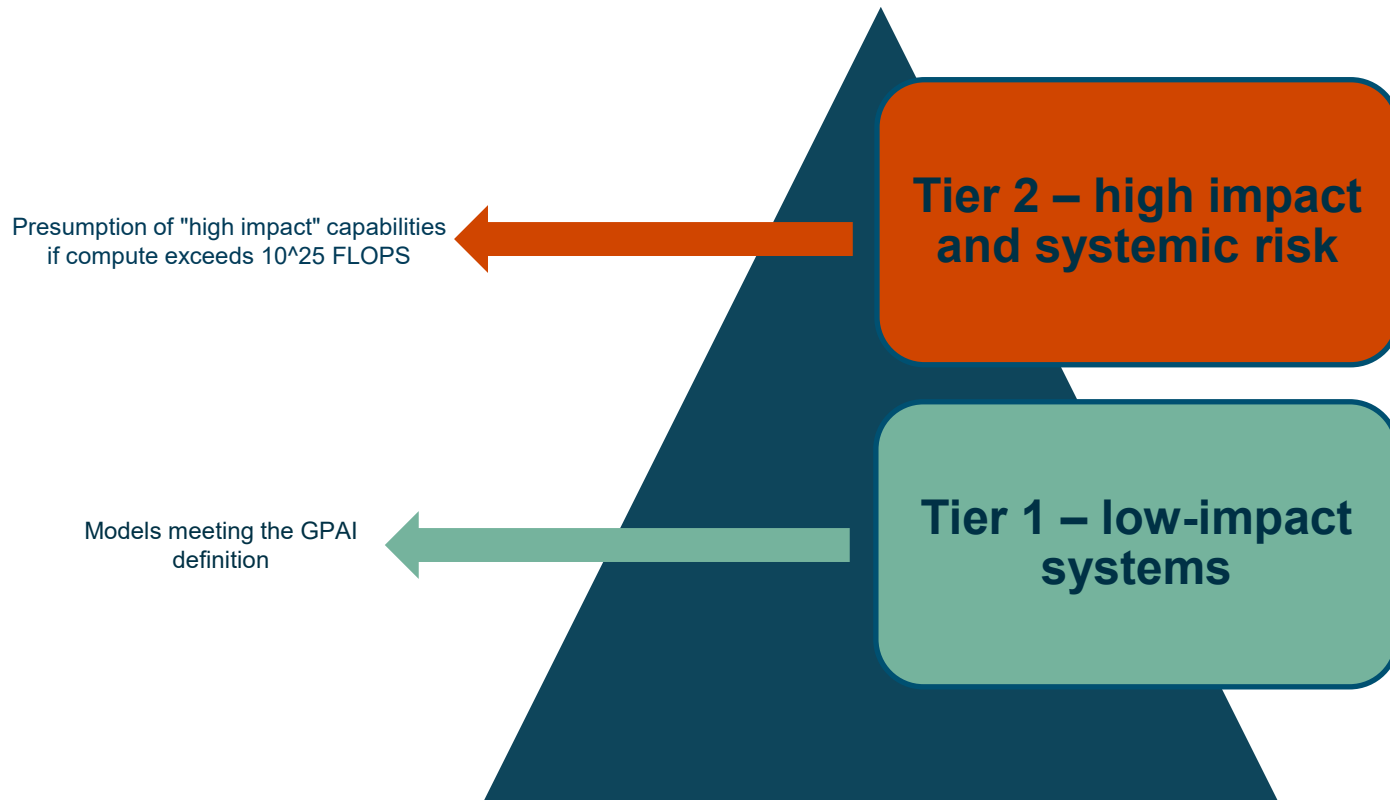 Tier 2 – high impact
and systemic risk
Presumption of "high impact" capabilities
if compute exceeds 10^25 FLOPS
Tier 1 – low-impact
systems
Models meeting the GPAI
definition